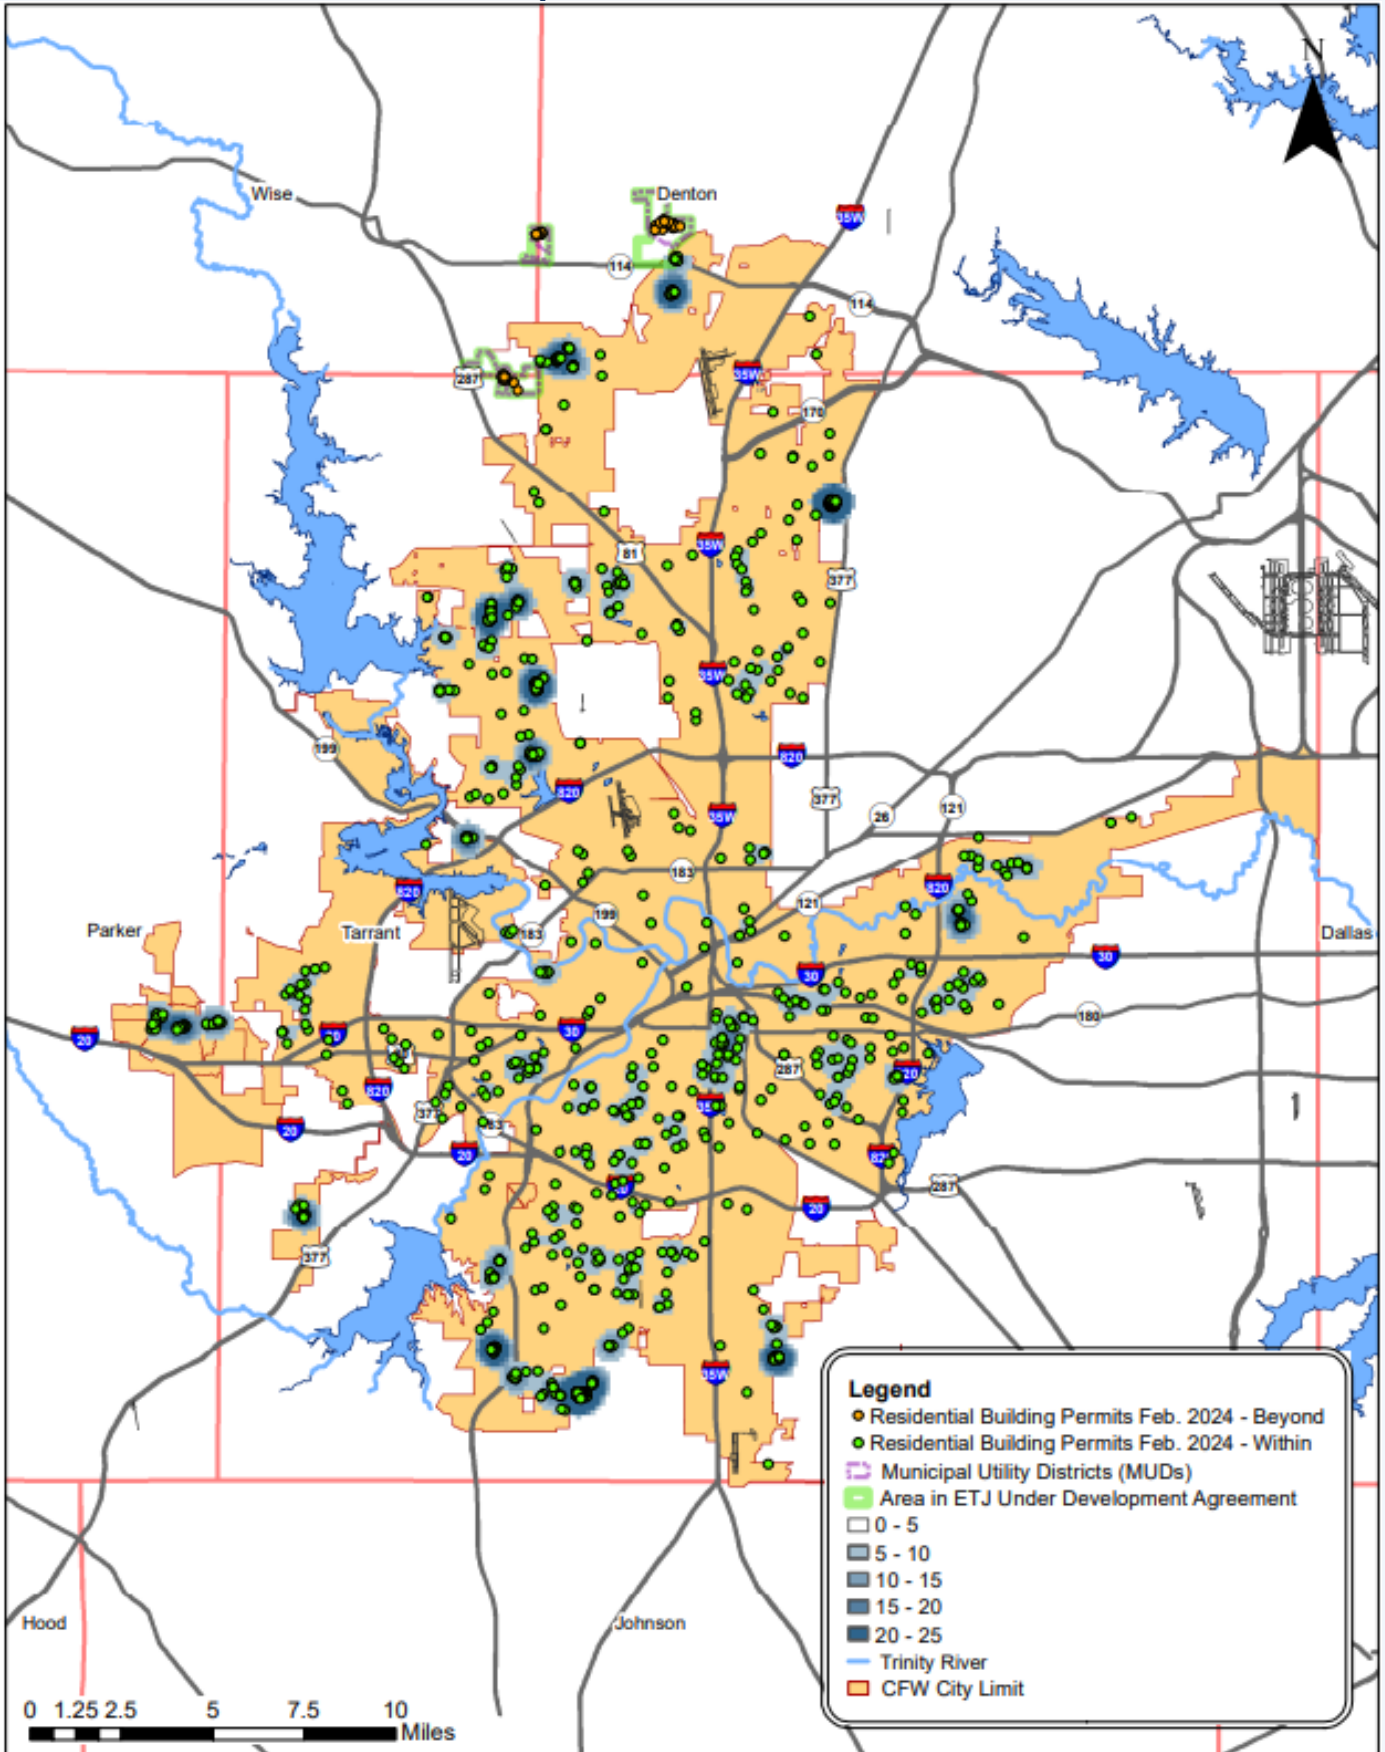 N
Wise
Denton
35W
114
114
287
35W
170
35W
81
377
35W
199
820
820
377
35W
26
121
183
820
820
199
121
183
Parker
Tarrant
Dallas
30
30
180
20
30
287
820
377
20
20
20
287
377
35W
Legend
Residential Building Permits Feb. 2024 - Beyond
Residential Building Permits Feb. 2024 - Within
Municipal Utility Districts (MUDs)
Area in ETJ Under Development Agreement
0 - 5
5 - 10
10 - 15
15 - 20
20 - 25
Trinity River
CFW City Limit
Hood
Johnson
0 1.25 2.5 5 7.5 10
Miles